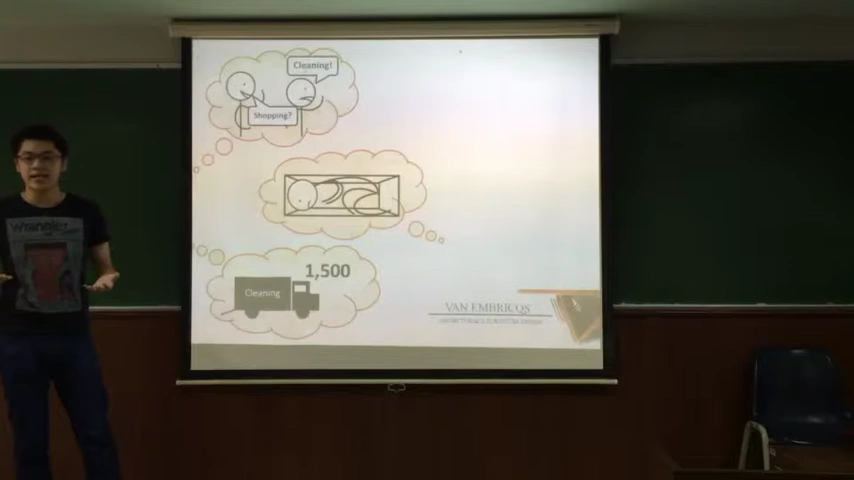 Cleaning!
Shopping?
1,500
Cleaning
VAN EMBRICQS
Wrangler